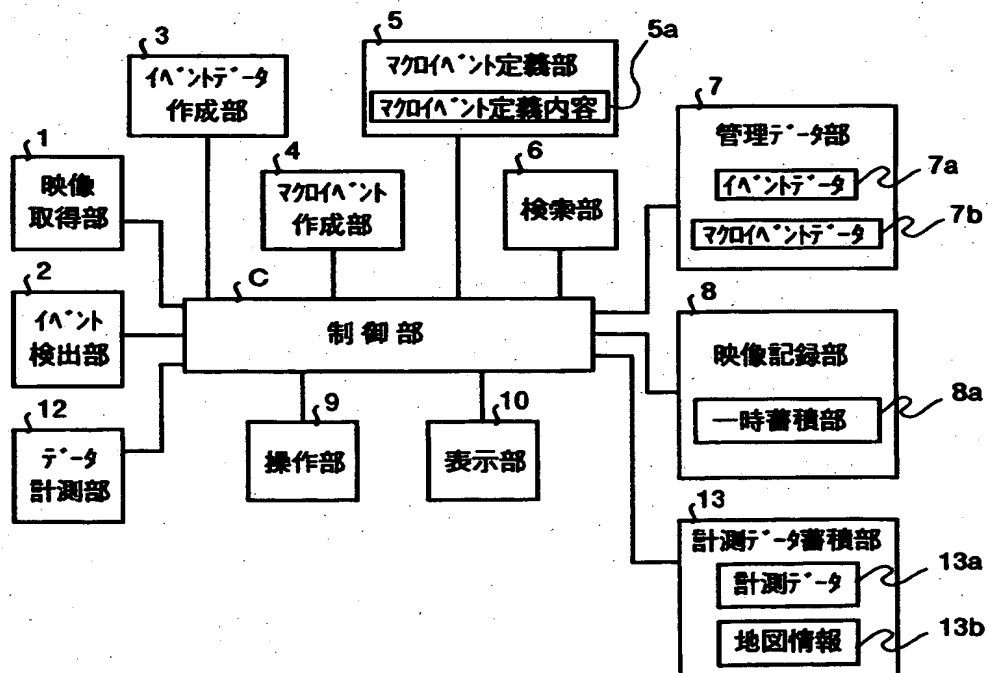 3
イベントデータ
作成部
5
マクロイベント定義部
マクロイベント定義内容
5a
1
映像
取得部
4
マクロイベント
作成部
6
検索部
7
管理データ部
イベントデータ
7a
マクロイベントデータ
7b
2
イベント
検出部
C
制御部
8
映像記録部
一時蓄積部
8a
12
データ
計測部
9
操作部
10
表示部
13
計測データ蓄積部
計測データ
13a
地図情報
13b